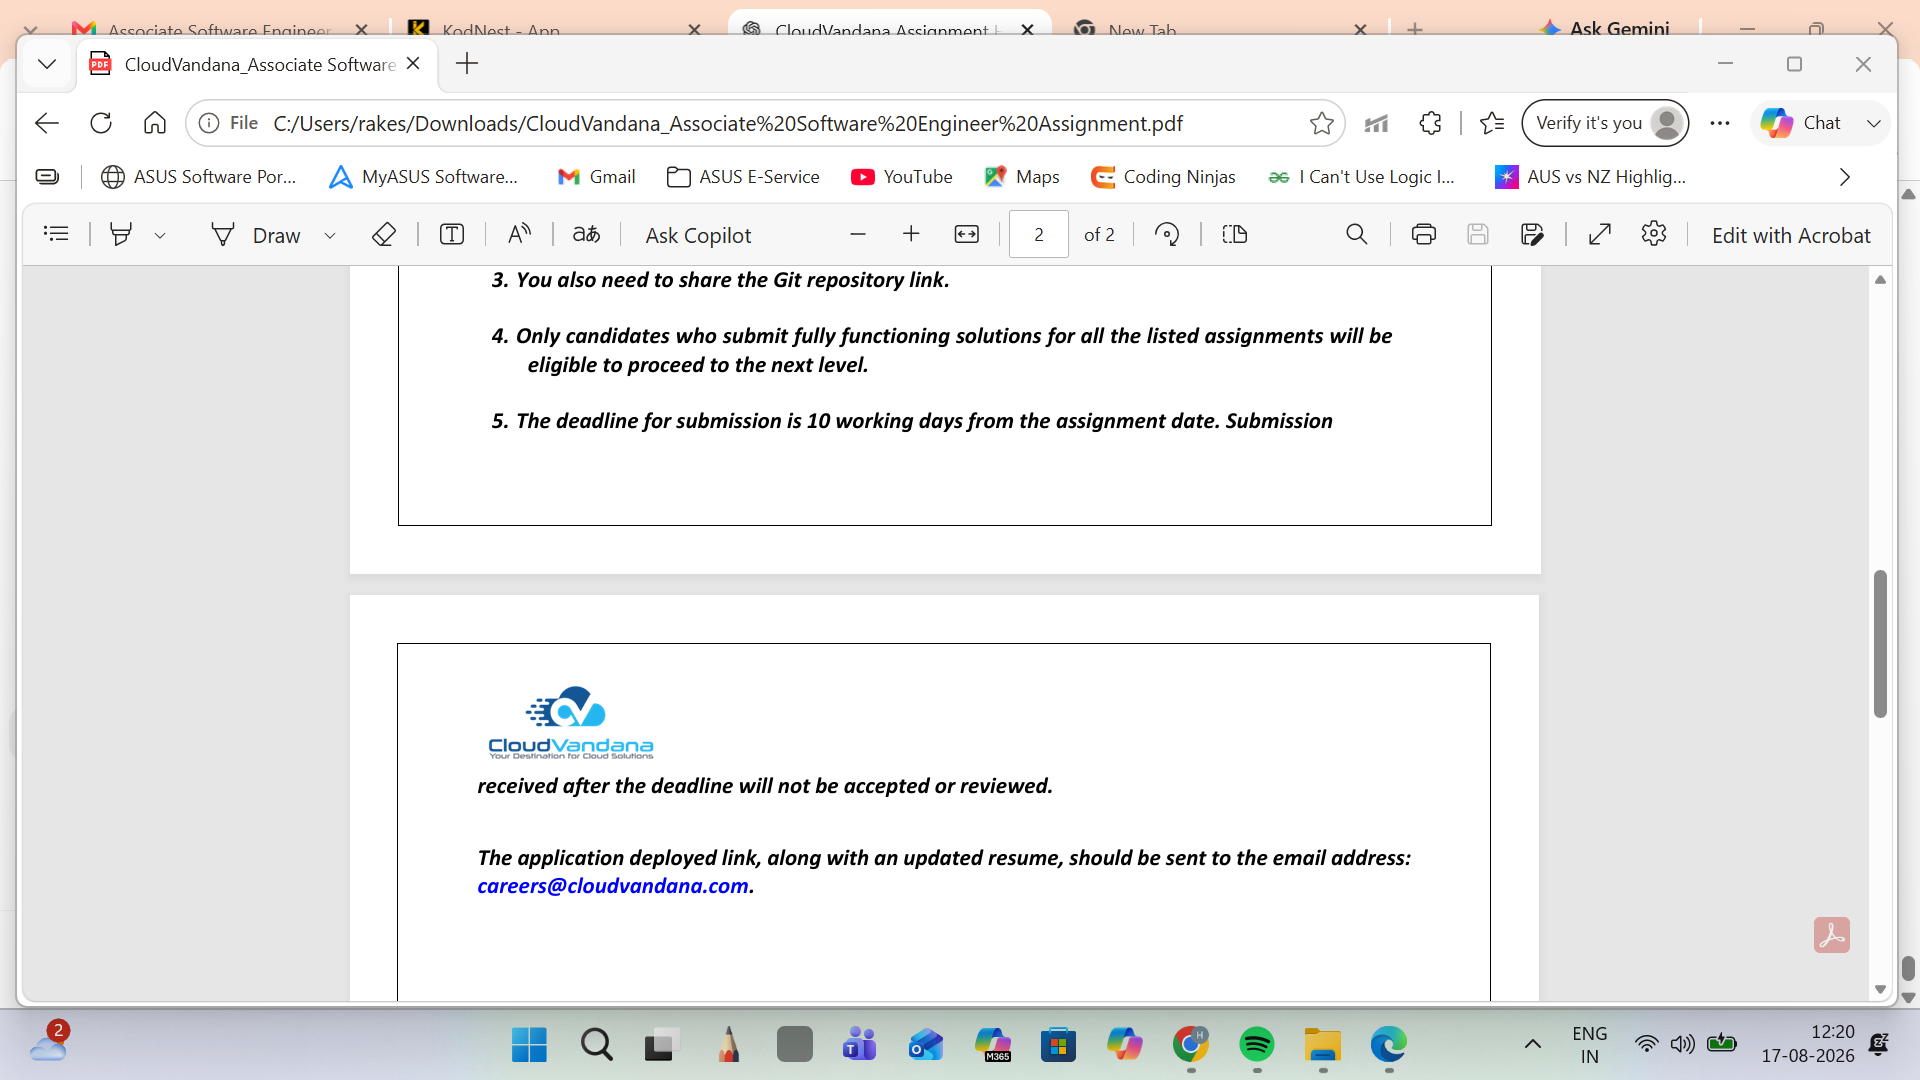 Associate Software Engineer
KodNest - App
CloudVandana Assignment
New Tab
Ask Gemini
CloudVandana_Associate Software
File C:/Users/rakes/Downloads/CloudVandana_Associate%20Software%20Engineer%20Assignment.pdf
Verify it's you
Chat
ASUS Software Por...
MyASUS Software...
Gmail
ASUS E-Service
YouTube
Maps
Coding Ninjas
I Can't Use Logic I...
AUS vs NZ Highlig...
Draw
Ask Copilot
2 of 2
Edit with Acrobat
3. You also need to share the Git repository link.
4. Only candidates who submit fully functioning solutions for all the listed assignments will be
eligible to proceed to the next level.
5. The deadline for submission is 10 working days from the assignment date. Submission
CloudVandana
Your Destination for Cloud Solutions
received after the deadline will not be accepted or reviewed.
The application deployed link, along with an updated resume, should be sent to the email address:
careers@cloudvandana.com.
2
M365
H
ENG
IN
12:20
17-08-2026